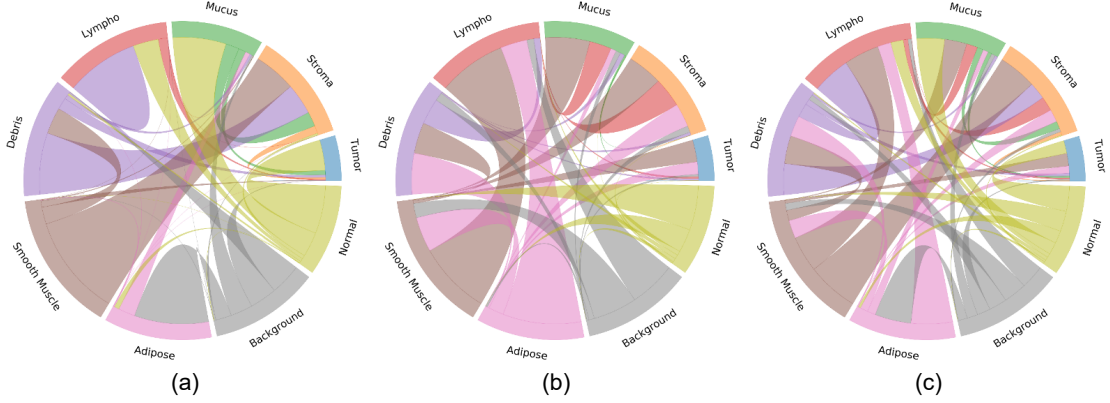 Lympho
Mucus
Stroma
Tumor
Normal
Background
Adipose
Smooth Muscle
Debris
(a)
Lympho
Mucus
Stroma
Tumor
Normal
Background
Adipose
Smooth Muscle
Debris
(b)
Lympho
Mucus
Stroma
Tumor
Normal
Background
Adipose
Smooth Muscle
Debris
(c)